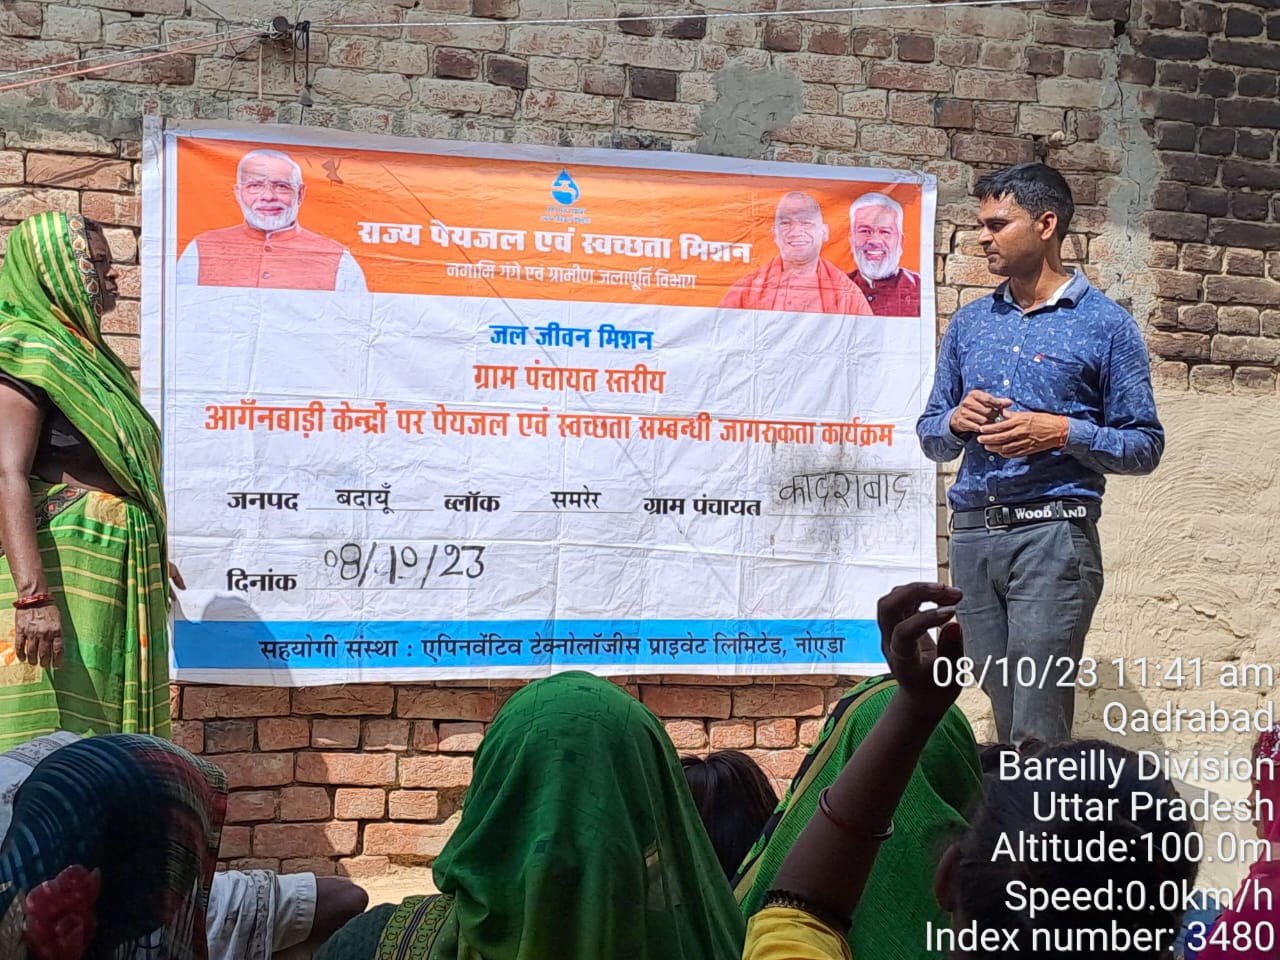 राज्य पेयजल एवं स्वच्छता मिशन
नमामि गंगे एवं ग्रामीण जलापूर्ति विभाग
जल जीवन मिशन
ग्राम पंचायत स्तरीय
आगँनबाड़ी केन्द्रों पर पेयजल एवं स्वच्छता सम्बन्धी जागरुकता कार्यक्रम
जनपद बदायूँ ब्लॉक समरेर ग्राम पंचायत कादराबाद
दिनांक 08/10/23
सहयोगी संस्था : एपिनवेंटिव टेक्नोलॉजीस प्राइवेट लिमिटेड, नोएडा
WOODLAND
08/10/23 11:41 am
Qadrabad
Bareilly Division
Uttar Pradesh
Altitude:100.0m
Speed:0.0km/h
Index number: 3480